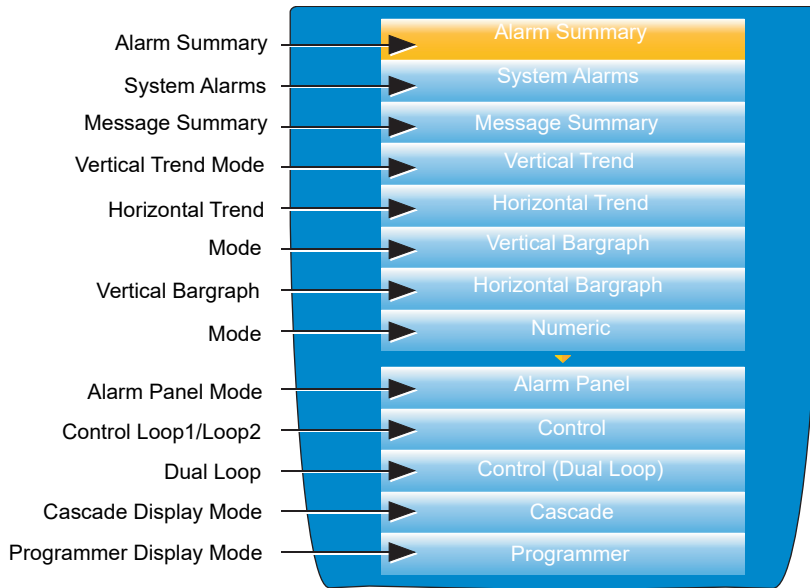 Alarm Summary
Alarm Summary
System Alarms
System Alarms
Message Summary
Message Summary
Vertical Trend Mode
Vertical Trend
Horizontal Trend
Horizontal Trend
Mode
Vertical Bargraph
Vertical Bargraph
Horizontal Bargraph
Mode
Numeric
Alarm Panel Mode
Alarm Panel
Control Loop1/Loop2
Control
Dual Loop
Control (Dual Loop)
Cascade Display Mode
Cascade
Programmer Display Mode
Programmer